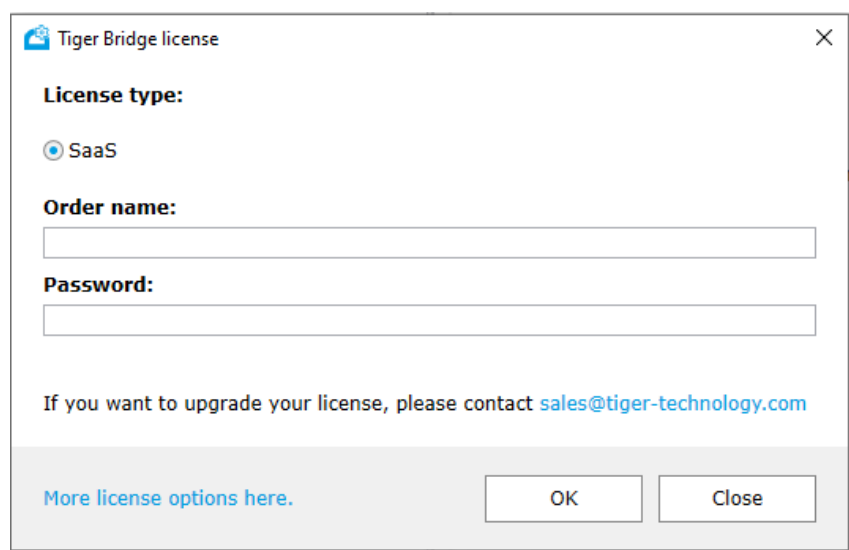 Tiger Bridge license
License type:
SaaS
Order name:
Password:
If you want to upgrade your license, please contact sales@tiger-technology.com
More license options here.
OK
Close